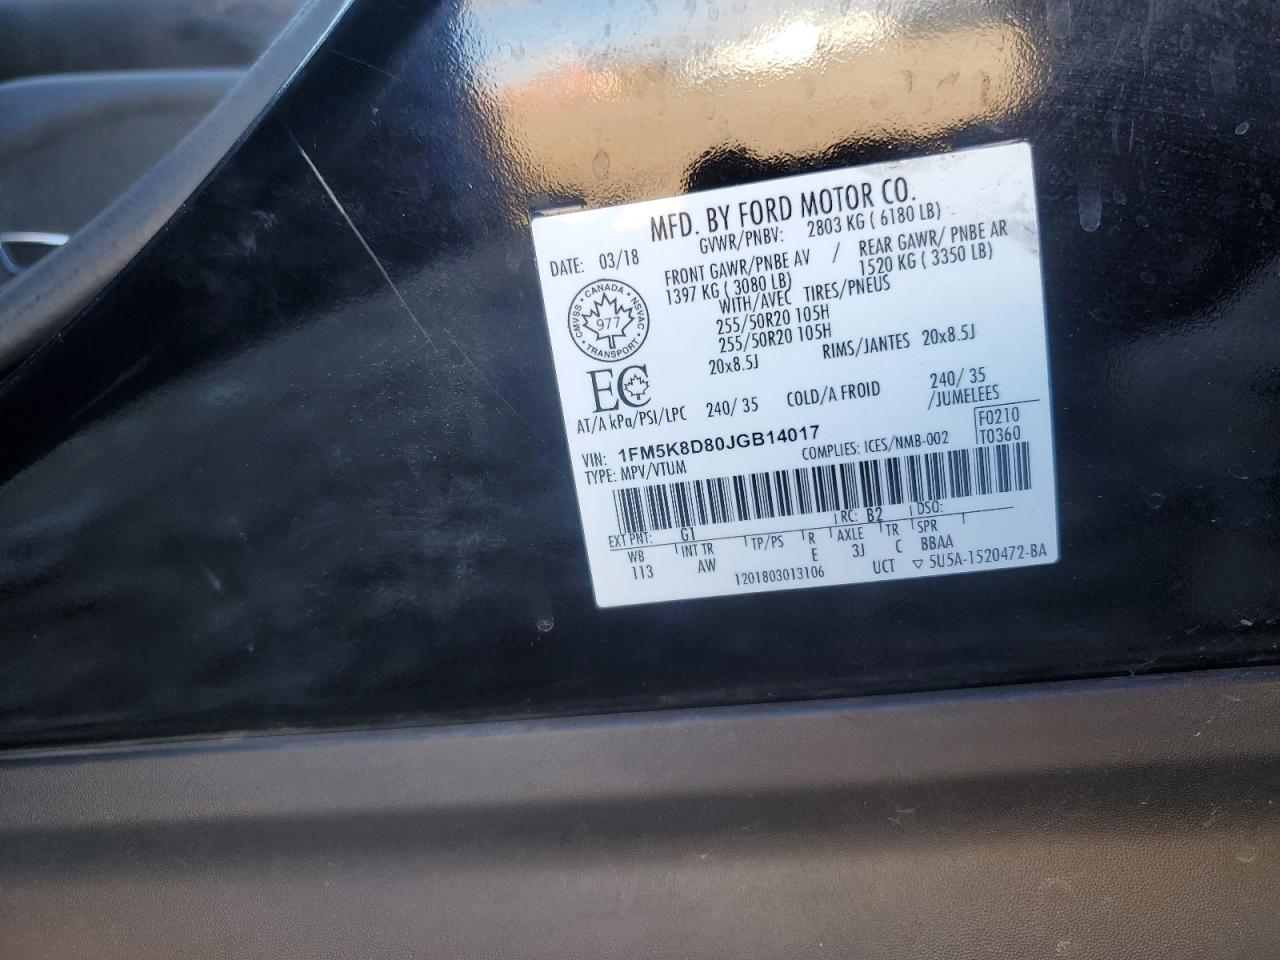 MFD. BY FORD MOTOR CO.
DATE: 03/18 GVWR/PNBV: 2803 KG ( 6180 LB)
FRONT GAWR/PNBE AV / REAR GAWR/ PNBE AR
1397 KG ( 3080 LB) 1520 KG ( 3350 LB)
WITH/AVEC TIRES/PNEUS
255/50R20 105H
255/50R20 105H
20x8.5J RIMS/JANTES 20x8.5J
CMVSS • CANADA • NSVAC • TRANSPORT •
977
EC
AT/A kPa/PSI/LPC 240/ 35 COLD/A FROID 240/ 35
/JUMELEES
VIN: 1FM5K8D80JGB14017 F0210
TYPE: MPV/VTUM COMPLIES: ICES/NMB-002 T0360
EXT PNT: G1 RC: B2 DSO:
WB INT TR TP/PS R AXLE TR SPR
113 AW E 3J C BBAA
1201803013106 UCT ▽ 5U5A-1520472-BA